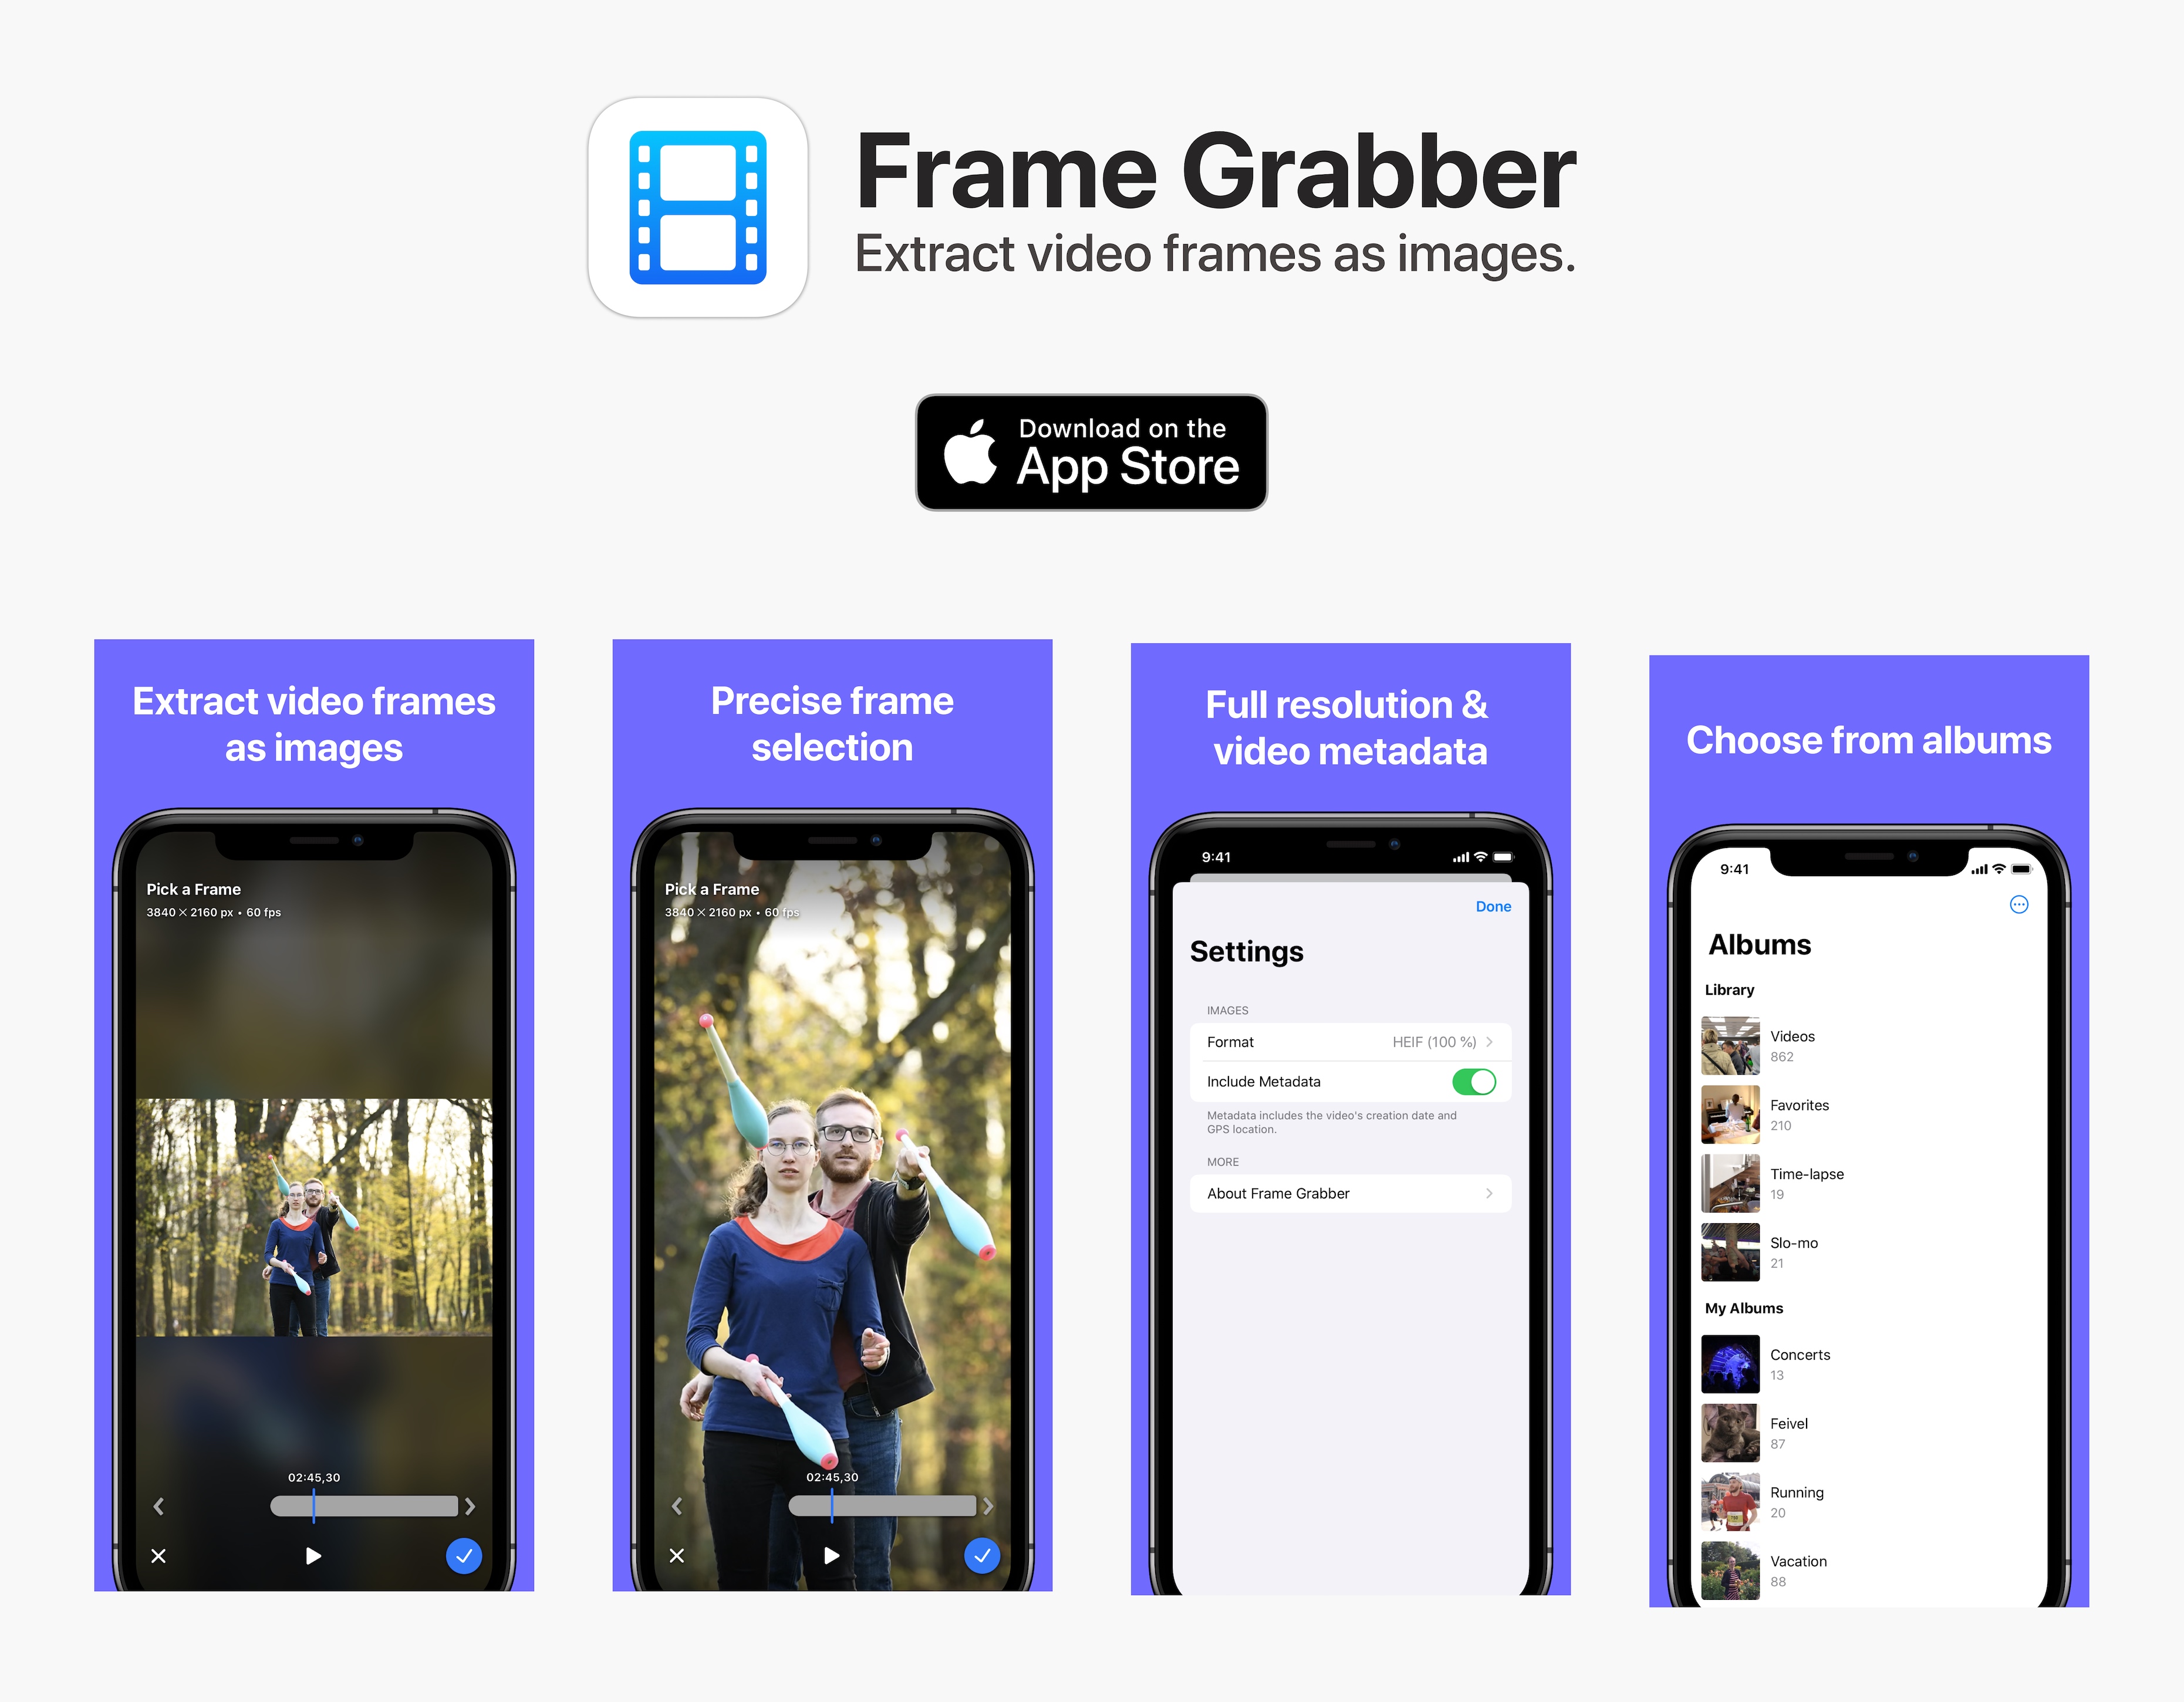 Frame Grabber
Extract video frames as images.
Download on the
App Store
Extract video frames
as images
Pick a Frame
3840 × 2160 px • 60 fps
02:45,30
Precise frame
selection
Pick a Frame
3840 × 2160 px • 60 fps
02:45,30
Full resolution &
video metadata
9:41
Done
Settings
IMAGES
Format HEIF (100 %)
Include Metadata
Metadata includes the video's creation date and
GPS location.
MORE
About Frame Grabber
Choose from albums
9:41
Albums
Library
Videos
862
Favorites
210
Time-lapse
19
Slo-mo
21
My Albums
Concerts
13
Feivel
87
Running
20
Vacation
88